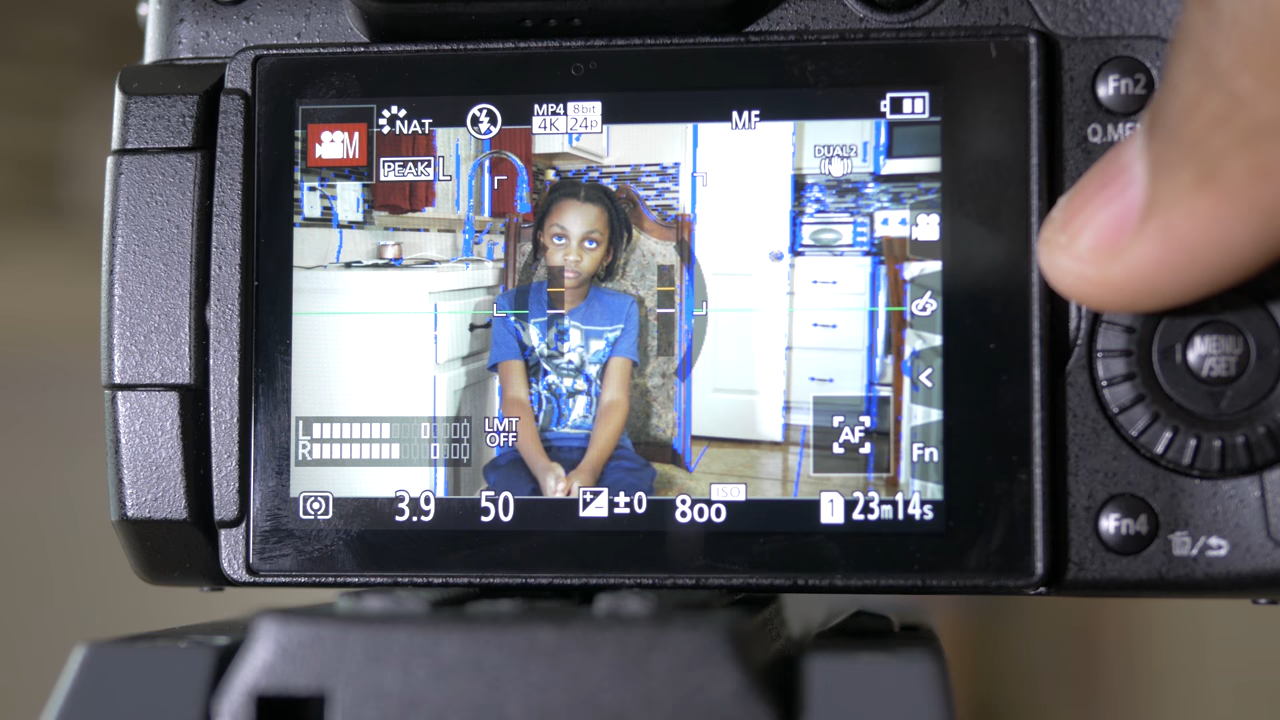 Fn2
Q.ME
M
NAT
MP4 8bit
4K 24p
MF
PEAK L
DUAL2
AF
Fn
L
R
LMT
OFF
MENU
/SET
3.9 50 ±0 800 ISO 1 23m14s
Fn4